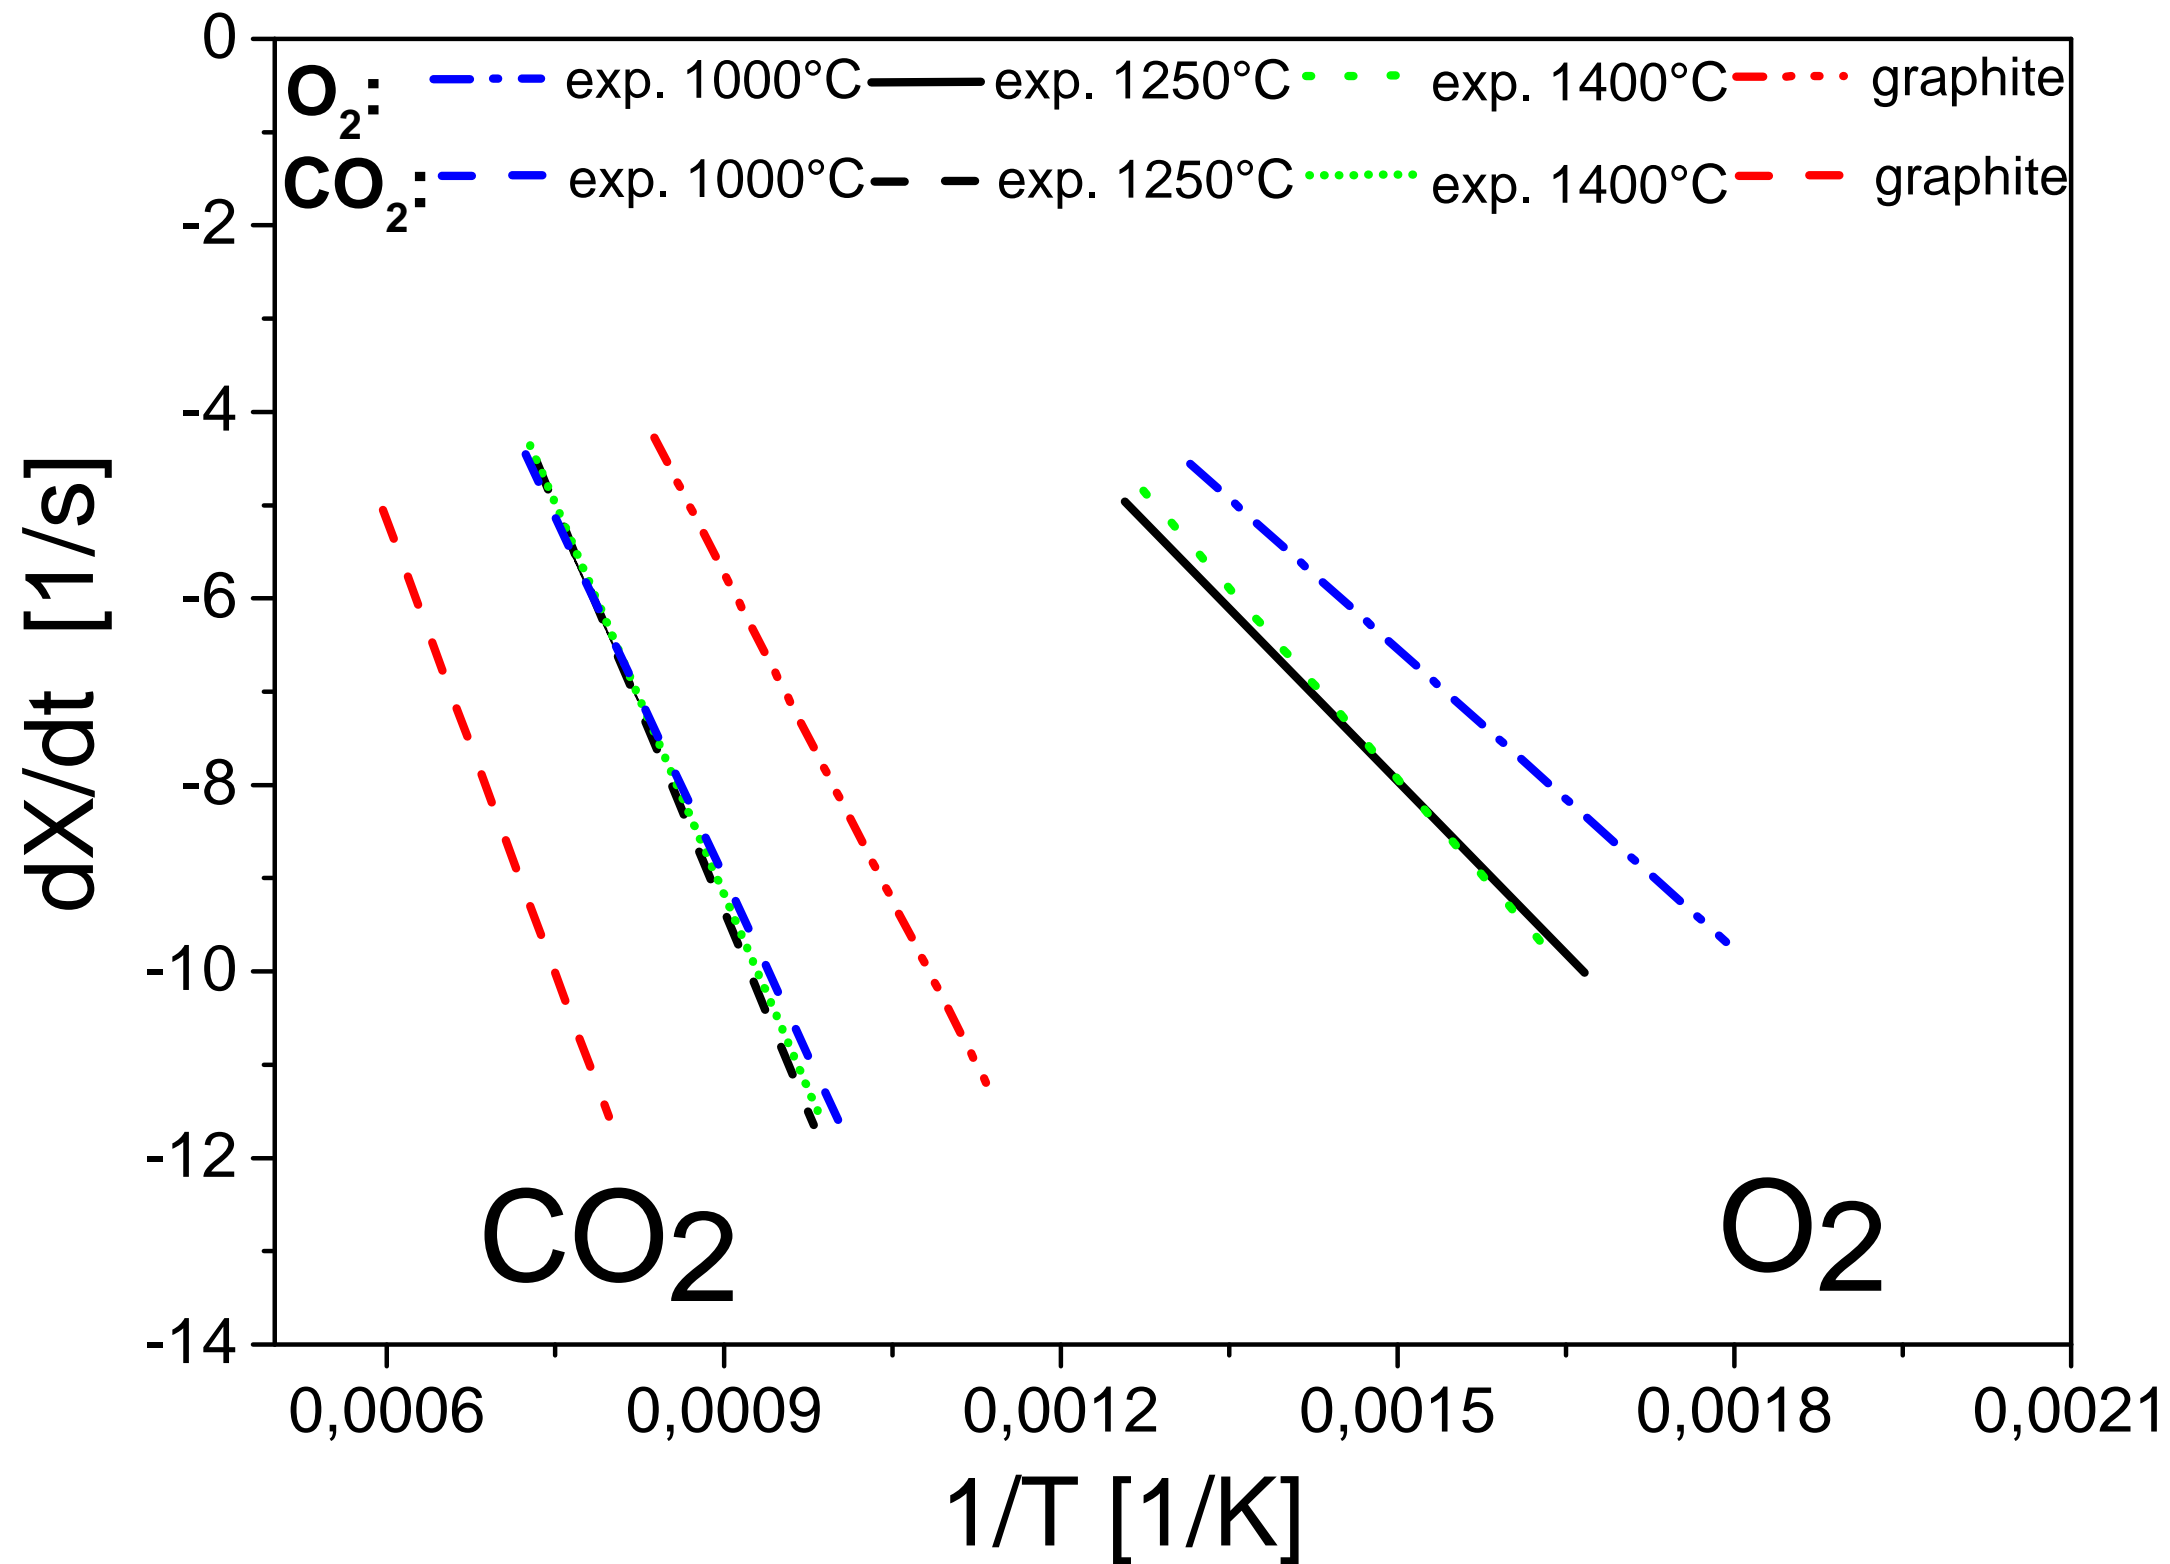 O2: exp. 1000°C exp. 1250°C exp. 1400°C graphite
CO2: exp. 1000°C exp. 1250°C exp. 1400°C graphite
0
-2
-4
-6
-8
-10
-12
-14
dX/dt [1/s]
CO2
O2
0,0006 0,0009 0,0012 0,0015 0,0018 0,0021
1/T [1/K]